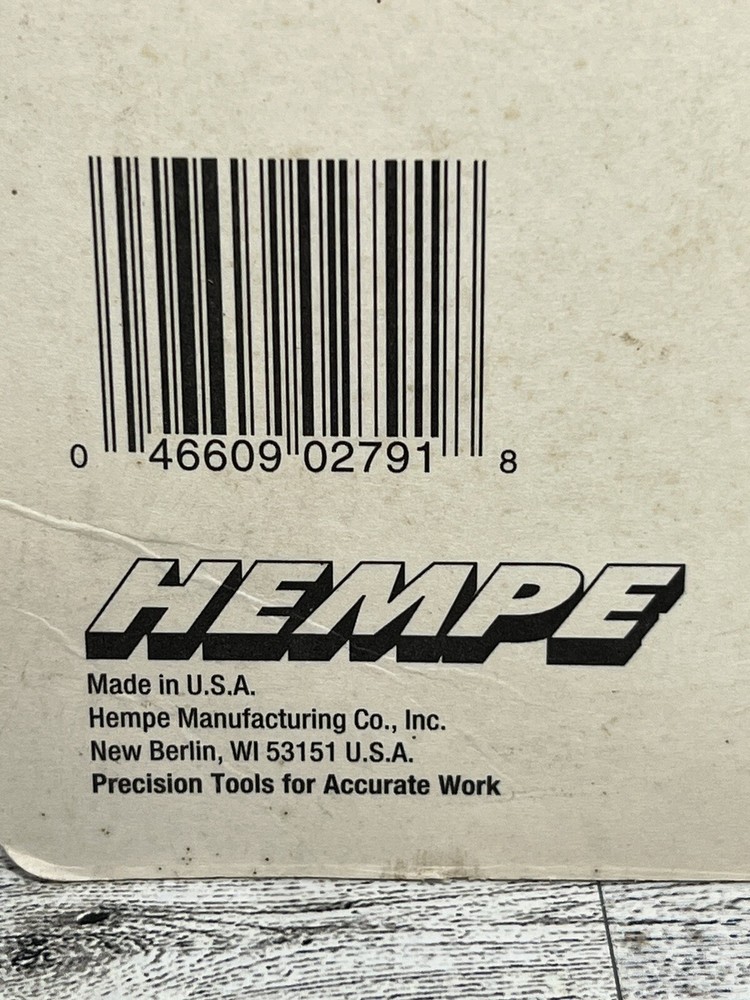 0 46609 02791 8
HEMPE
Made in U.S.A.
Hempe Manufacturing Co., Inc.
New Berlin, WI 53151 U.S.A.
Precision Tools for Accurate Work